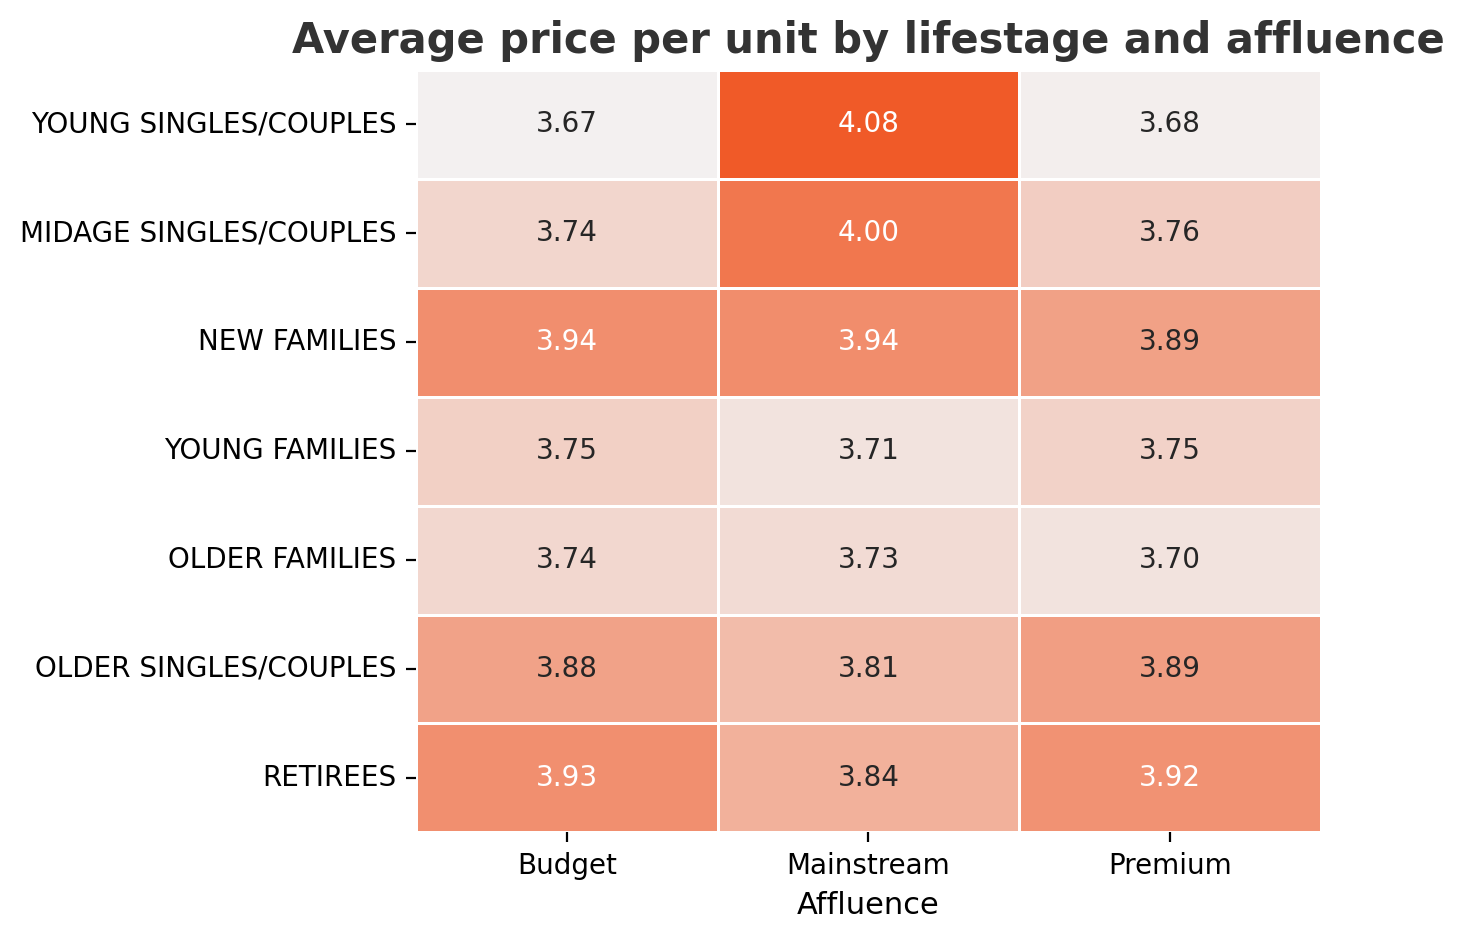 Average price per unit by lifestage and affluence
YOUNG SINGLES/COUPLES 3.67 4.08 3.68
MIDAGE SINGLES/COUPLES 3.74 4.00 3.76
NEW FAMILIES 3.94 3.94 3.89
YOUNG FAMILIES 3.75 3.71 3.75
OLDER FAMILIES 3.74 3.73 3.70
OLDER SINGLES/COUPLES 3.88 3.81 3.89
RETIREES 3.93 3.84 3.92
Budget Mainstream Premium
Affluence